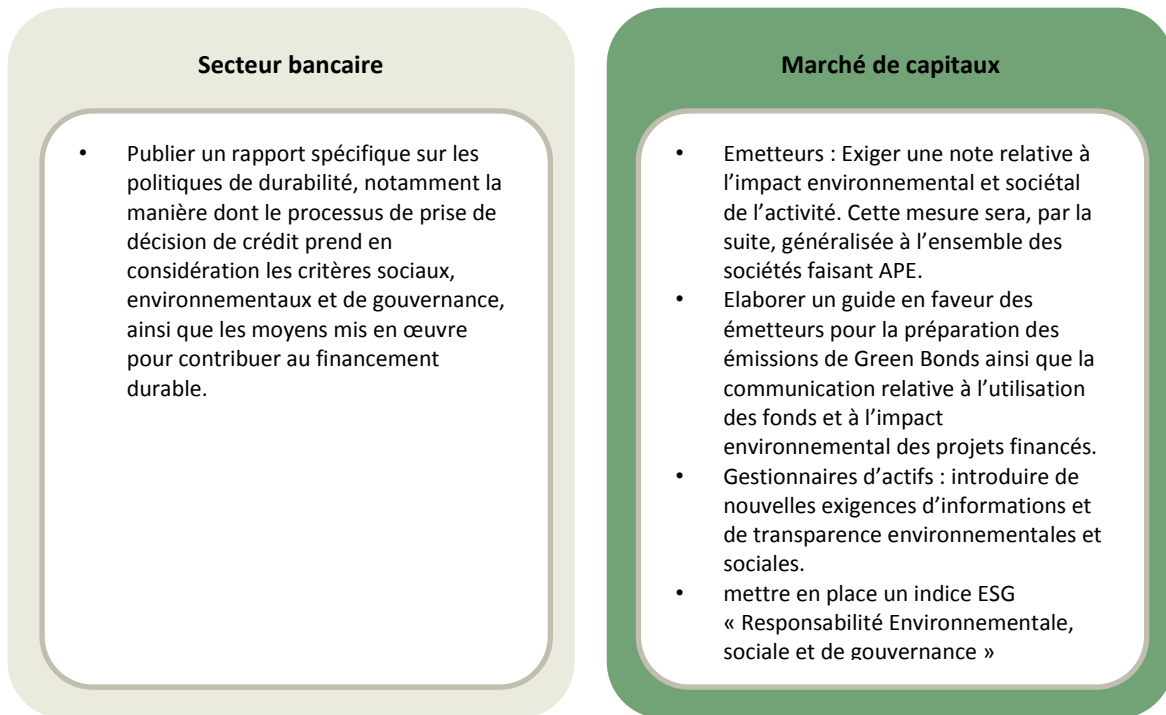 Secteur bancaire
• Publier un rapport spécifique sur les
politiques de durabilité, notamment la
manière dont le processus de prise de
décision de crédit prend en
considération les critères sociaux,
environnementaux et de gouvernance,
ainsi que les moyens mis en œuvre
pour contribuer au financement
durable.
Marché de capitaux
• Emetteurs : Exiger une note relative à
l’impact environnemental et sociétal
de l’activité. Cette mesure sera, par la
suite, généralisée à l’ensemble des
sociétés faisant APE.
• Elaborer un guide en faveur des
émetteurs pour la préparation des
émissions de Green Bonds ainsi que la
communication relative à l’utilisation
des fonds et à l’impact
environnemental des projets financés.
• Gestionnaires d’actifs : introduire de
nouvelles exigences d’informations et
de transparence environnementales et
sociales.
• mettre en place un indice ESG
« Responsabilité Environnementale,
sociale et de gouvernance »